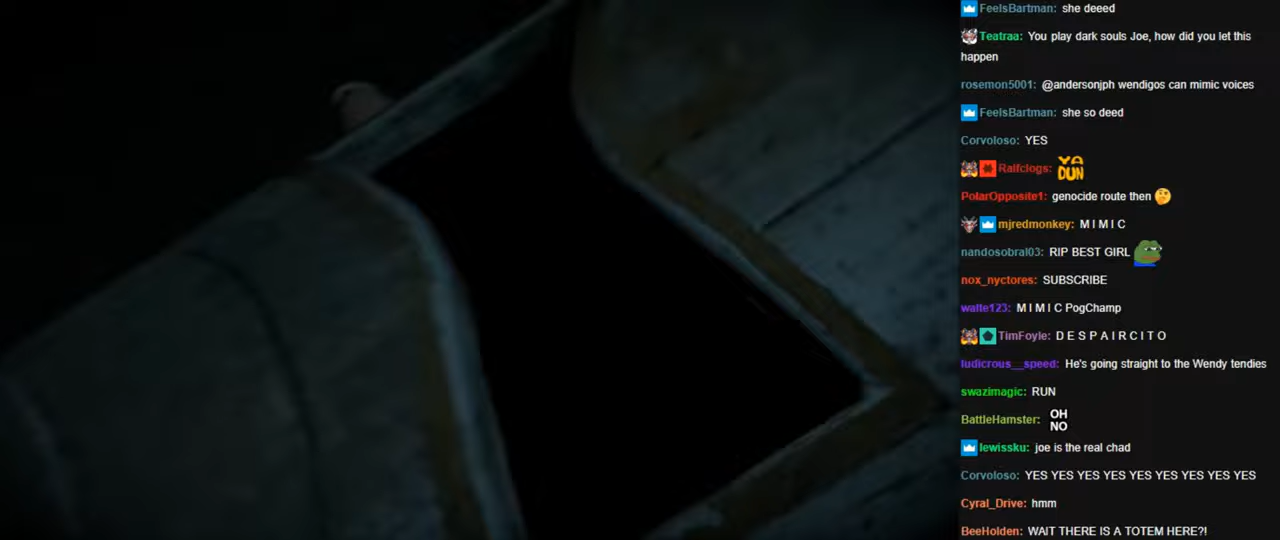 FeelsBartman: she deeed
Teatraa: You play dark souls Joe, how did you let this
happen
rosemon5001: @andersonjph wendigos can mimic voices
FeelsBartman: she so deed
Corvoloso: YES
Ralfclogs: YA
DUN
PolarOpposite1: genocide route then
mjredmonkey: M I M I C
nandosobral03: RIP BEST GIRL
nox_nyctores: SUBSCRIBE
walte123: M I M I C PogChamp
TimFoyle: D E S P A I R C I T O
ludicrous__speed: He's going straight to the Wendy tendies
swazimagic: RUN
BattleHamster: OH
NO
lewissku: joe is the real chad
Corvoloso: YES YES YES YES YES YES YES YES YES
Cyral_Drive: hmm
BeeHolden: WAIT THERE IS A TOTEM HERE?!